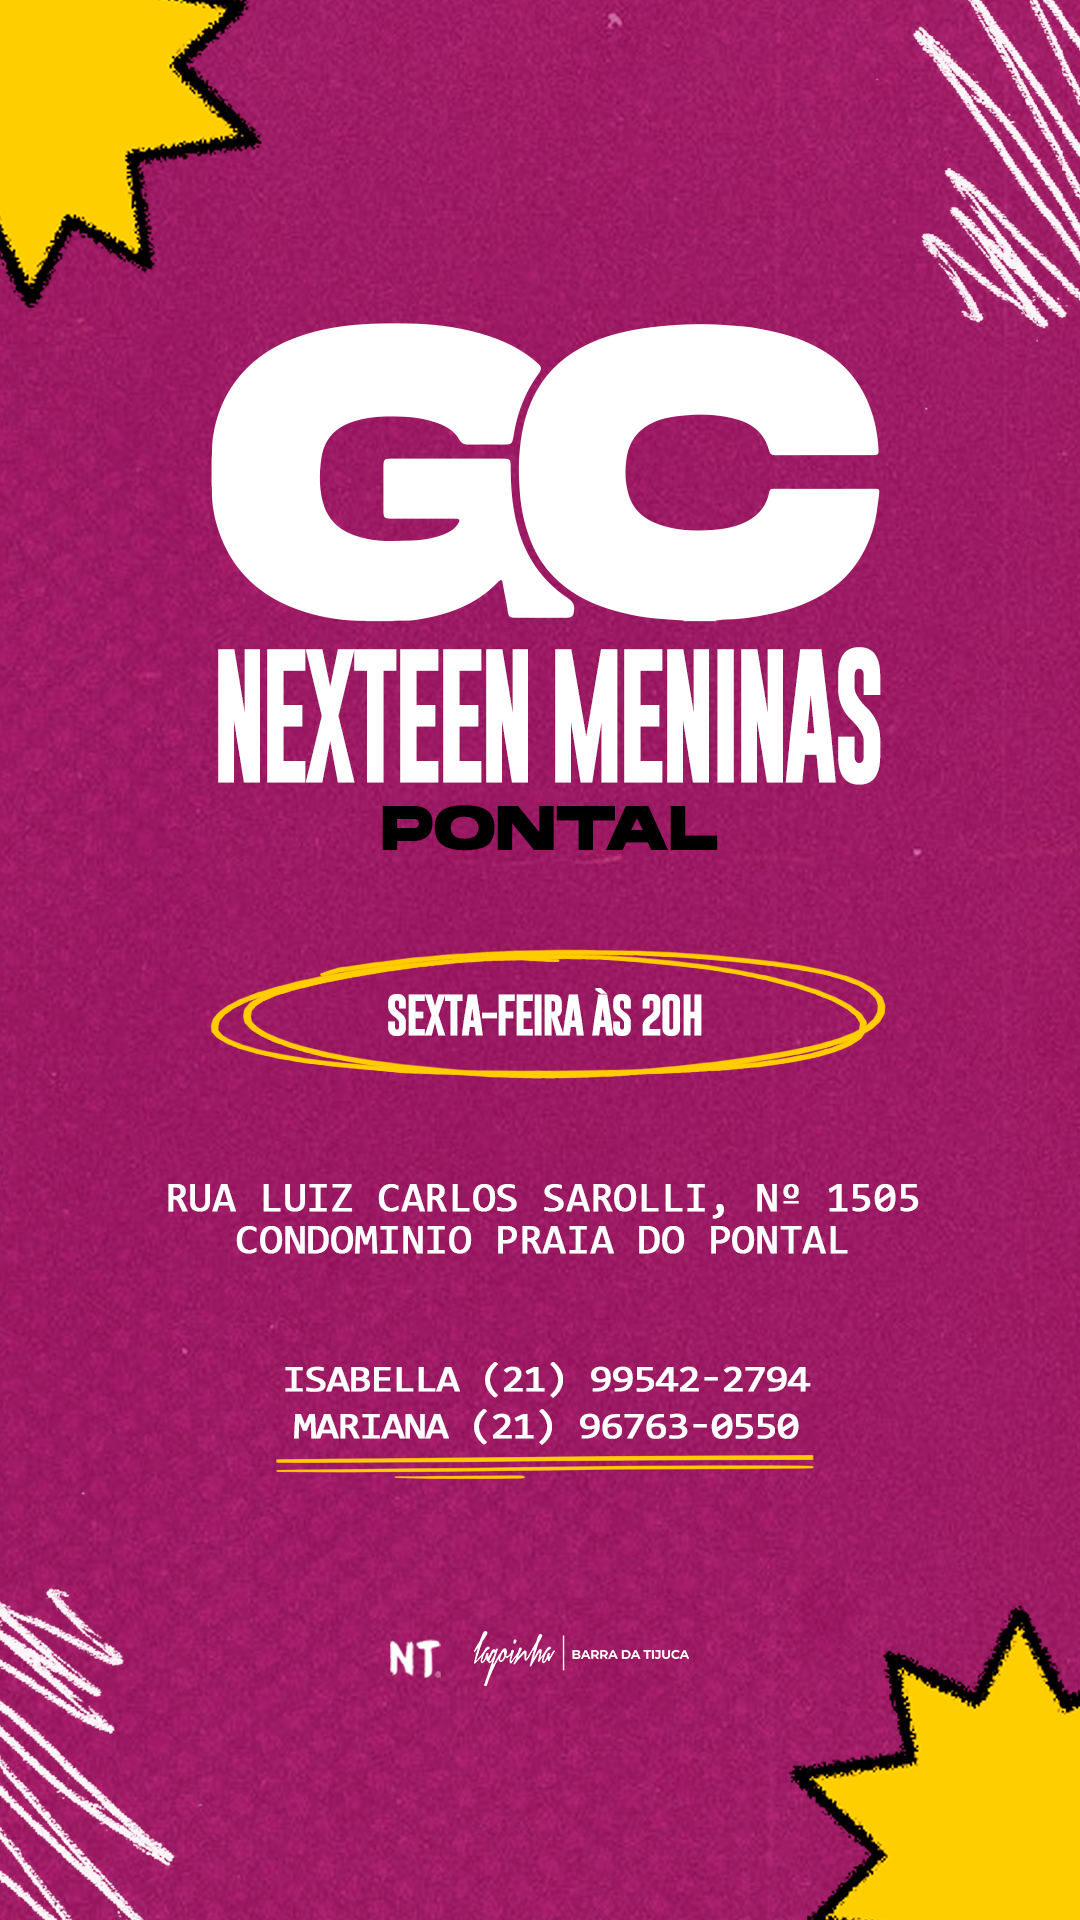 GC
NEXTEEN MENINAS
PONTAL
SEXTA-FEIRA ÀS 20H
RUA LUIZ CARLOS SAROLLI, Nº 1505
CONDOMINIO PRAIA DO PONTAL
ISABELLA (21) 99542-2794
MARIANA (21) 96763-0550
NT. lagoinha | BARRA DA TIJUCA